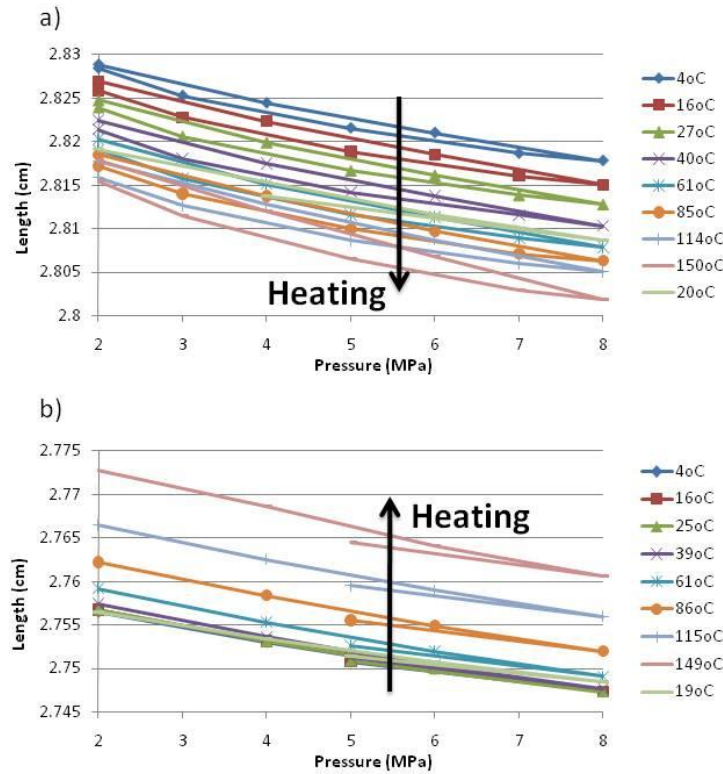 a)
2.83
2.825
2.82
2.815
2.81
2.805
2.8
Length (cm)
2 3 4 5 6 7 8
Pressure (MPa)
Heating
4oC
16oC
27oC
40oC
61oC
85oC
114oC
150oC
20oC
b)
2.775
2.77
2.765
2.76
2.755
2.75
2.745
Length (cm)
2 3 4 5 6 7 8
Pressure (MPa)
Heating
4oC
16oC
25oC
39oC
61oC
86oC
115oC
149oC
19oC